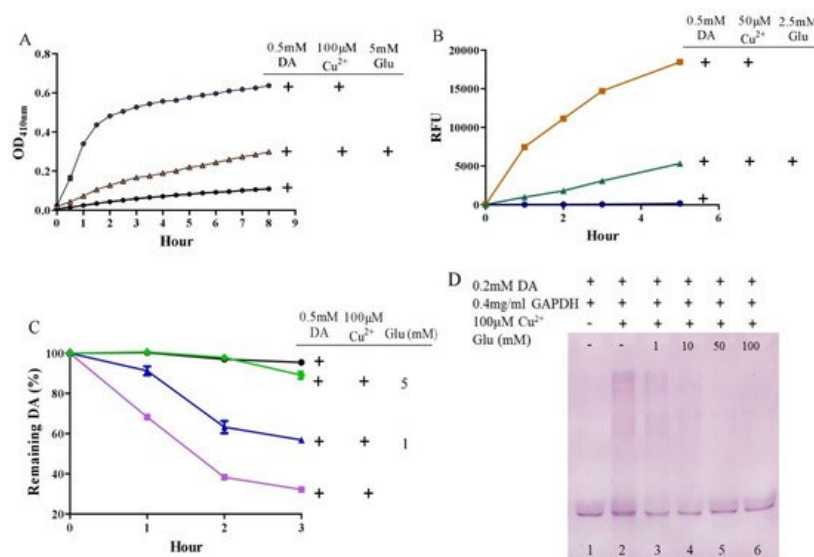 A
0.5mM 100μM 5mM
DA Cu²⁺ Glu
OD410nm
0.8
0.6
0.4
0.2
0.0
+ +
+ + +
+
0 1 2 3 4 5 6 7 8 9
Hour
B
0.5mM 50μM 2.5mM
DA Cu²⁺ Glu
RFU
20000
15000
10000
5000
0
+ +
+ + +
+
0 2 4 6
Hour
C
0.5mM 100μM
DA Cu²⁺ Glu (mM)
Remaining DA (%)
100
80
60
40
20
+
+ + 5
+ + 1
+ +
0 1 2 3
Hour
D
0.2mM DA + + + + + +
0.4mg/ml GAPDH + + + + + +
100μM Cu²⁺ - + + + + +
Glu (mM) - - 1 10 50 100
1 2 3 4 5 6